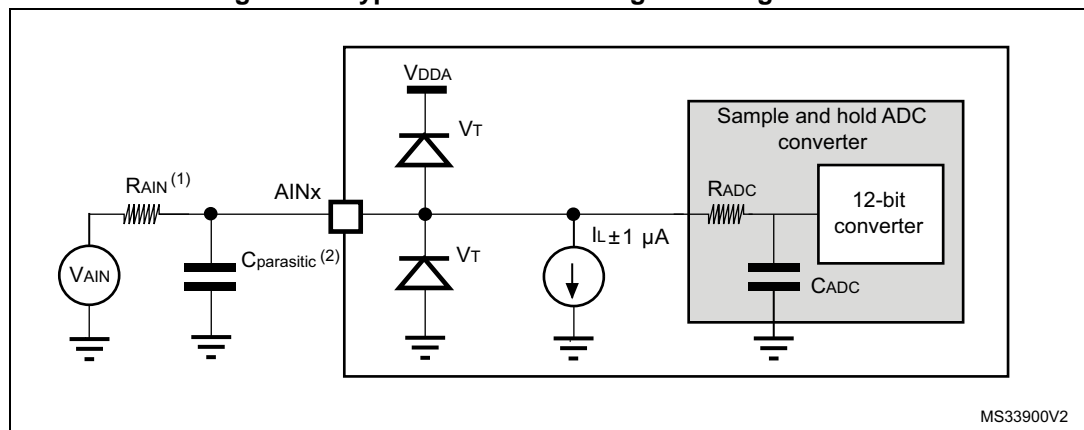 VDDA
Sample and hold ADC
converter
VT
RAIN (1)
AINx
RADC
12-bit
converter
IL±1 µA
VT
Cparasitic (2)
VAIN
CADC
MS33900V2